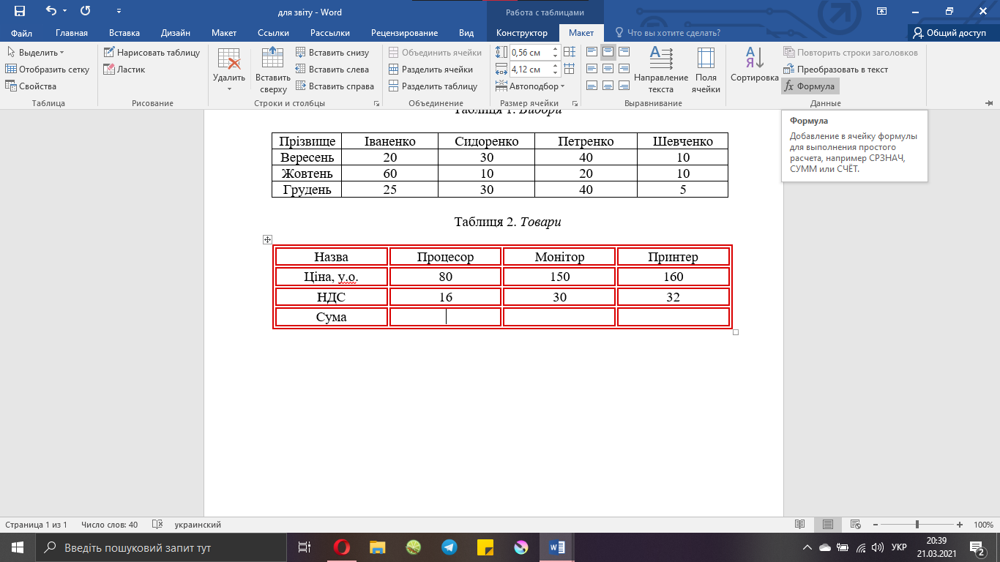 для звіту - Word
Работа с таблицами
Файл Главная Вставка Дизайн Макет Ссылки Рассылки Рецензирование Вид Конструктор Макет Что вы хотите сделать? Общий доступ
Выделить
Отобразить сетку
Свойства
Таблица
Нарисовать таблицу
Ластик
Рисование
Удалить
Вставить сверху
Вставить снизу
Вставить слева
Вставить справа
Строки и столбцы
Объединить ячейки
Разделить ячейки
Разделить таблицу
Объединение
0,56 см
4,12 см
Автоподбор
Размер ячейки
Направление текста
Поля ячейки
Выравнивание
Сортировка
Повторить строки заголовков
Преобразовать в текст
fx Формула
Данные
Формула
Добавление в ячейку формулы
для выполнения простого
расчета, например СРЗНАЧ,
СУММ или СЧЁТ.
Таблиця 1. Вибори
Прізвище Іваненко Сидоренко Петренко Шевченко
Вересень 20 30 40 10
Жовтень 60 10 20 10
Грудень 25 30 40 5
Таблиця 2. Товари
Назва Процесор Монітор Принтер
Ціна, у.о. 80 150 160
НДС 16 30 32
Сума
Страница 1 из 1 Число слов: 40 украинский 100%
Введіть пошуковий запит тут
УКР
20:39
21.03.2021
2